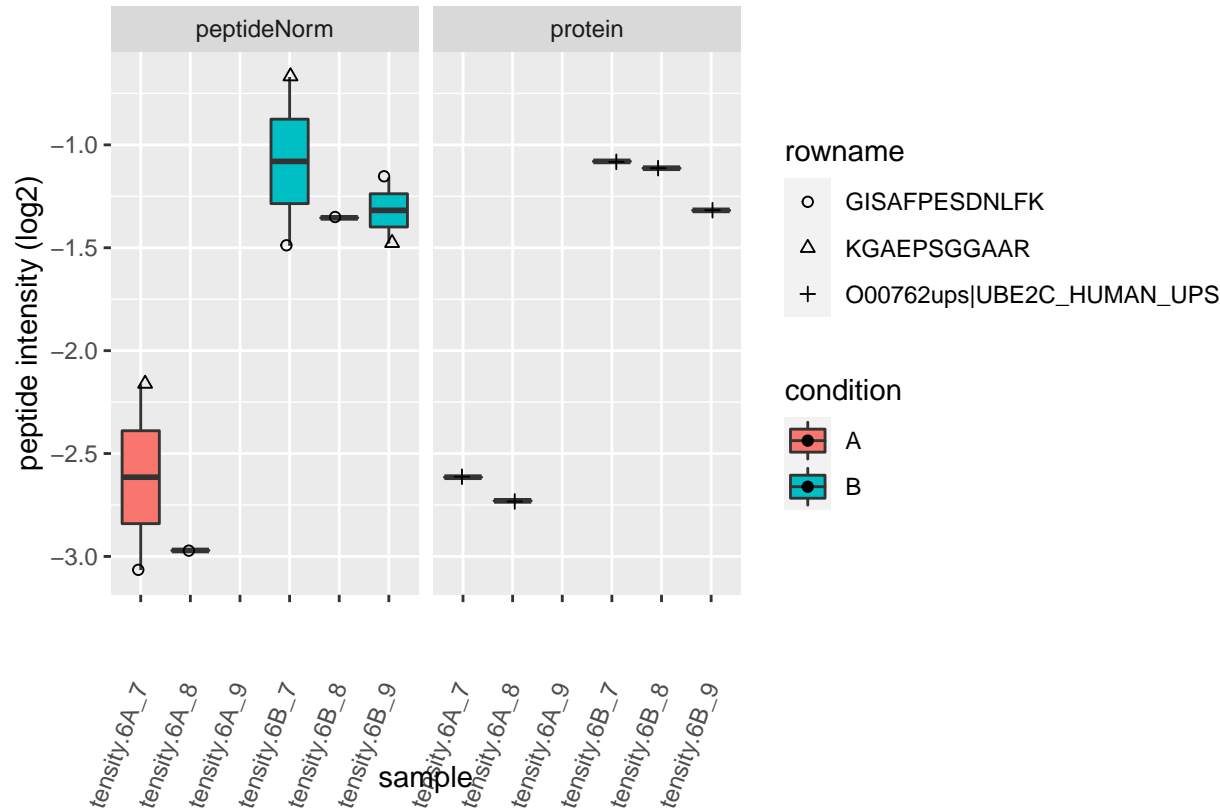 peptideNorm
protein
peptide intensity (log2)
−1.0
−1.5
−2.0
−2.5
−3.0
tensity.6A_7
tensity.6A_8
tensity.6A_9
tensity.6B_7
tensity.6B_8
tensity.6B_9
tensity.6A_7
tensity.6A_8
tensity.6A_9
tensity.6B_7
tensity.6B_8
tensity.6B_9
sample
rowname
GISAFPESDNLFK
KGAEPSGGAAR
O00762ups|UBE2C_HUMAN_UPS
condition
A
B